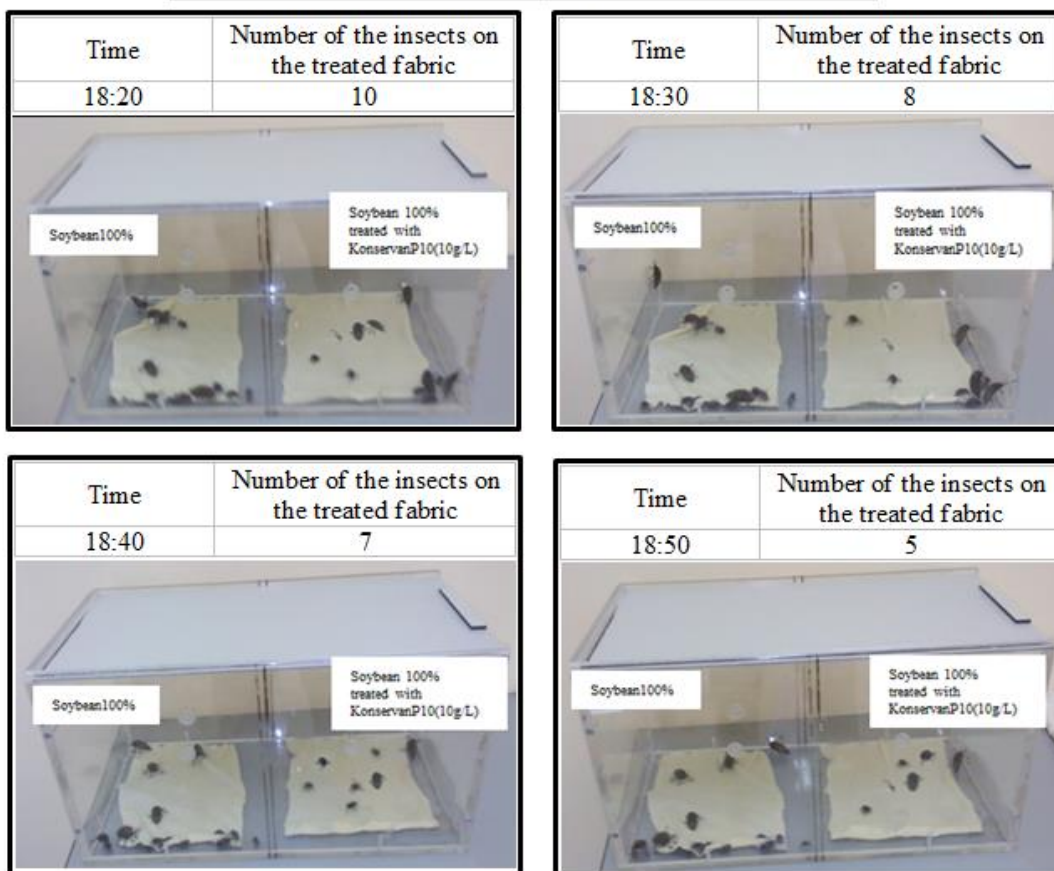 Time
Number of the insects on
the treated fabric
18:20
10
Soybean100%
Soybean 100%
treated with
KonservanP10(10g/L)
Time
Number of the insects on
the treated fabric
18:30
8
Soybean100%
Soybean 100%
treated with
KonservanP10(10g/L)
Time
Number of the insects on
the treated fabric
18:40
7
Soybean100%
Soybean 100%
treated with
KonservanP10(10g/L)
Time
Number of the insects on
the treated fabric
18:50
5
Soybean100%
Soybean 100%
treated with
KonservanP10(10g/L)